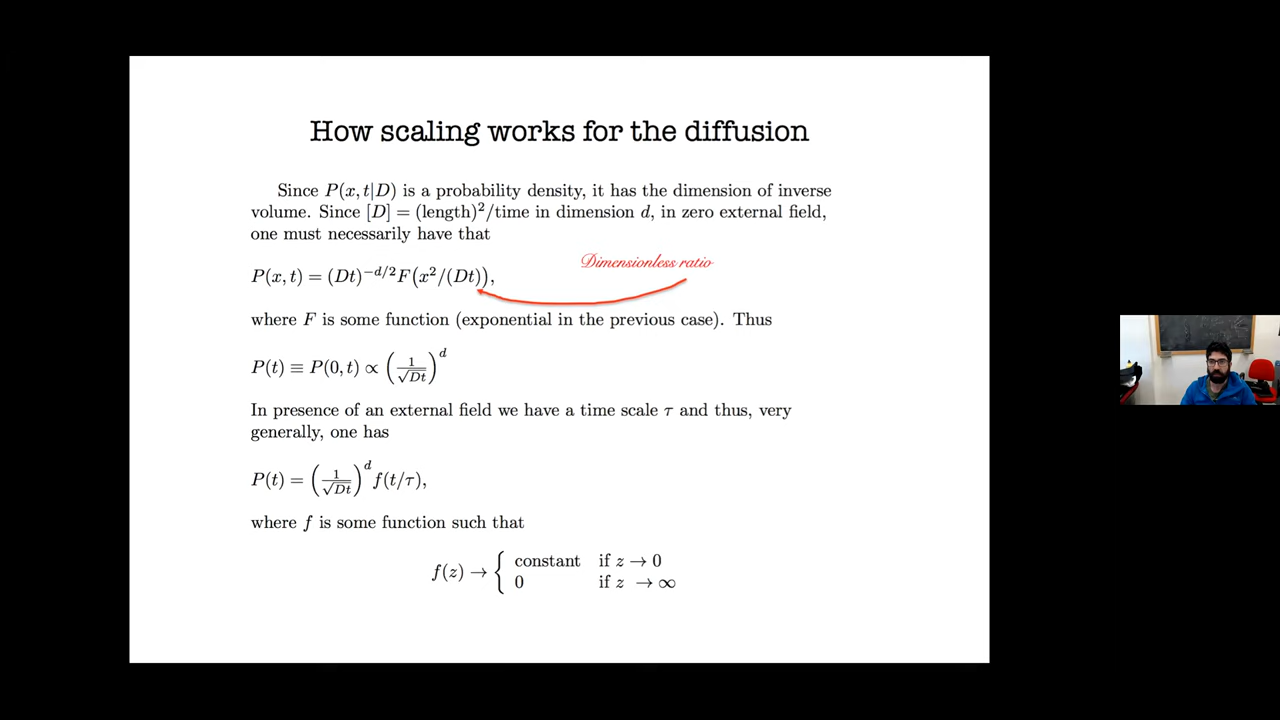 How scaling works for the diffusion
Since P(x, t|D) is a probability density, it has the dimension of inverse
volume. Since [D] = (length)²/time in dimension d, in zero external field,
one must necessarily have that
Dimensionless ratio
P(x, t) = (Dt)^{-d/2} F(x²/(Dt)),
where F is some function (exponential in the previous case). Thus
P(t) ≡ P(0, t) ∝ (1/√Dt)^d
In presence of an external field we have a time scale τ and thus, very
generally, one has
P(t) = (1/√Dt)^d f(t/τ),
where f is some function such that
f(z) → { constant if z → 0
0 if z → ∞